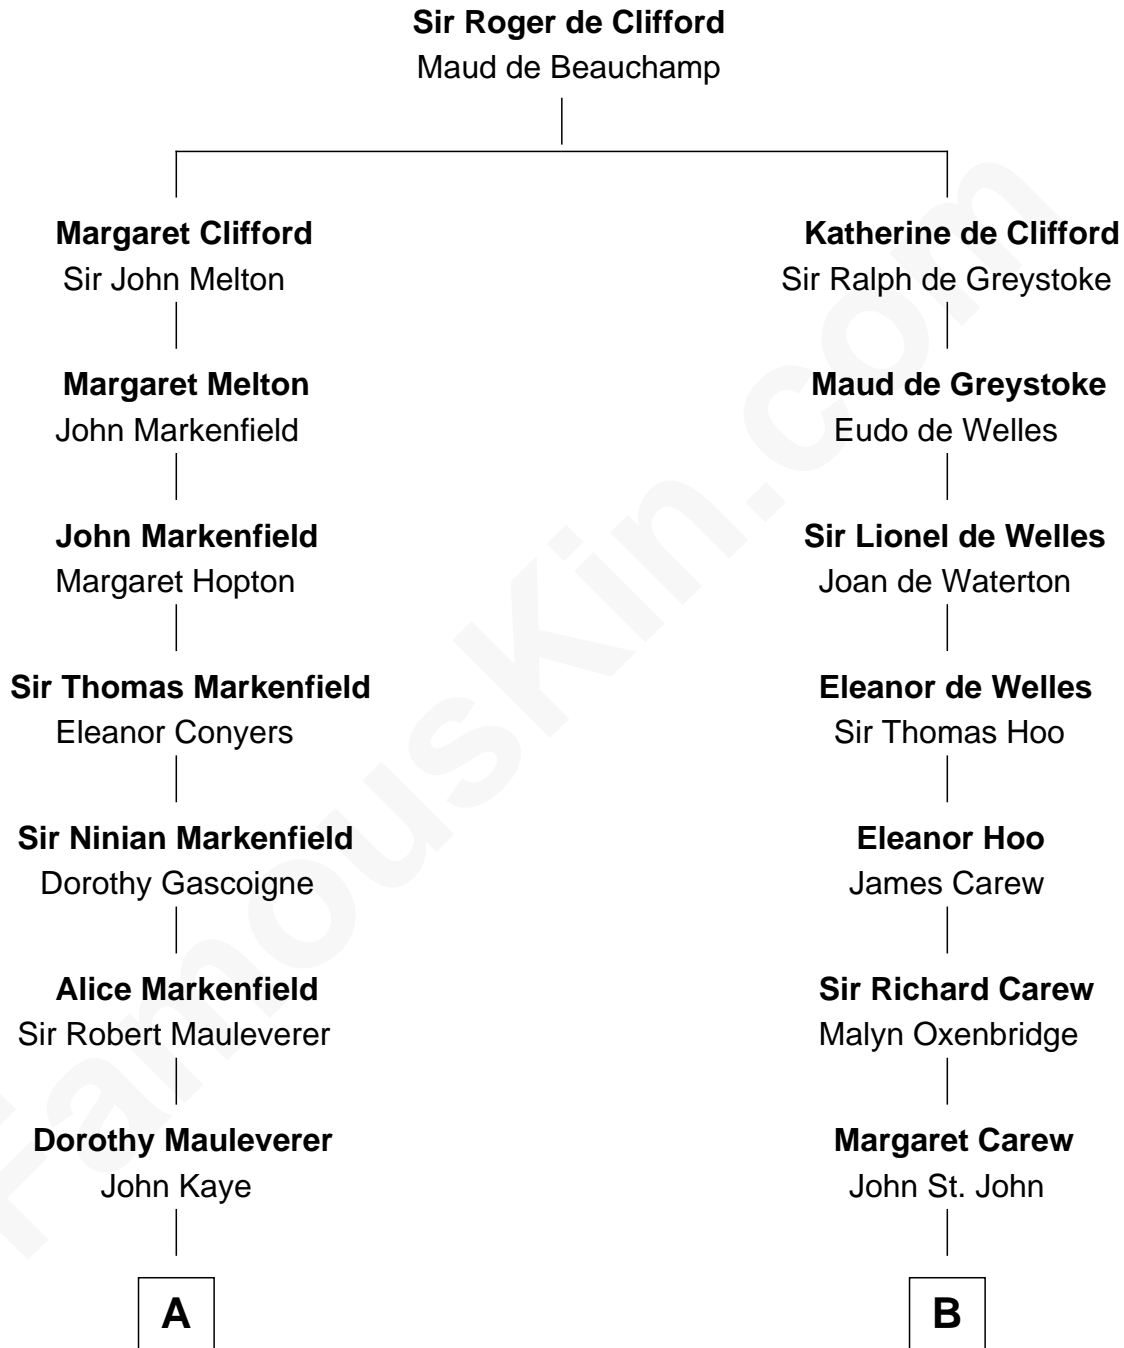 Sir Roger de Clifford
Maud de Beauchamp
Margaret Clifford
Sir John Melton
Katherine de Clifford
Sir Ralph de Greystoke
Margaret Melton
John Markenfield
Maud de Greystoke
Eudo de Welles
John Markenfield
Margaret Hopton
Sir Lionel de Welles
Joan de Waterton
Sir Thomas Markenfield
Eleanor Conyers
Eleanor de Welles
Sir Thomas Hoo
Sir Ninian Markenfield
Dorothy Gascoigne
Eleanor Hoo
James Carew
Alice Markenfield
Sir Robert Mauleverer
Sir Richard Carew
Malyn Oxenbridge
Dorothy Mauleverer
John Kaye
Margaret Carew
John St. John
A
B
FamousKin.com